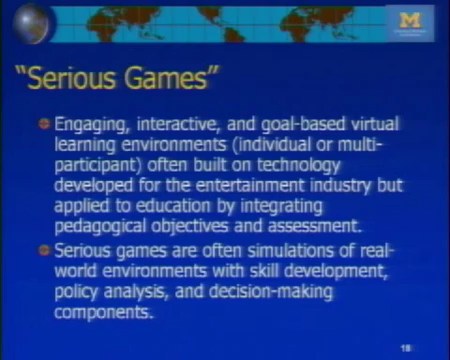 M
"Serious Games"
Engaging, interactive, and goal-based virtual
learning environments (individual or multi-
participant) often built on technology
developed for the entertainment industry but
applied to education by integrating
pedagogical objectives and assessment.
Serious games are often simulations of real-
world environments with skill development,
policy analysis, and decision-making
components.
18